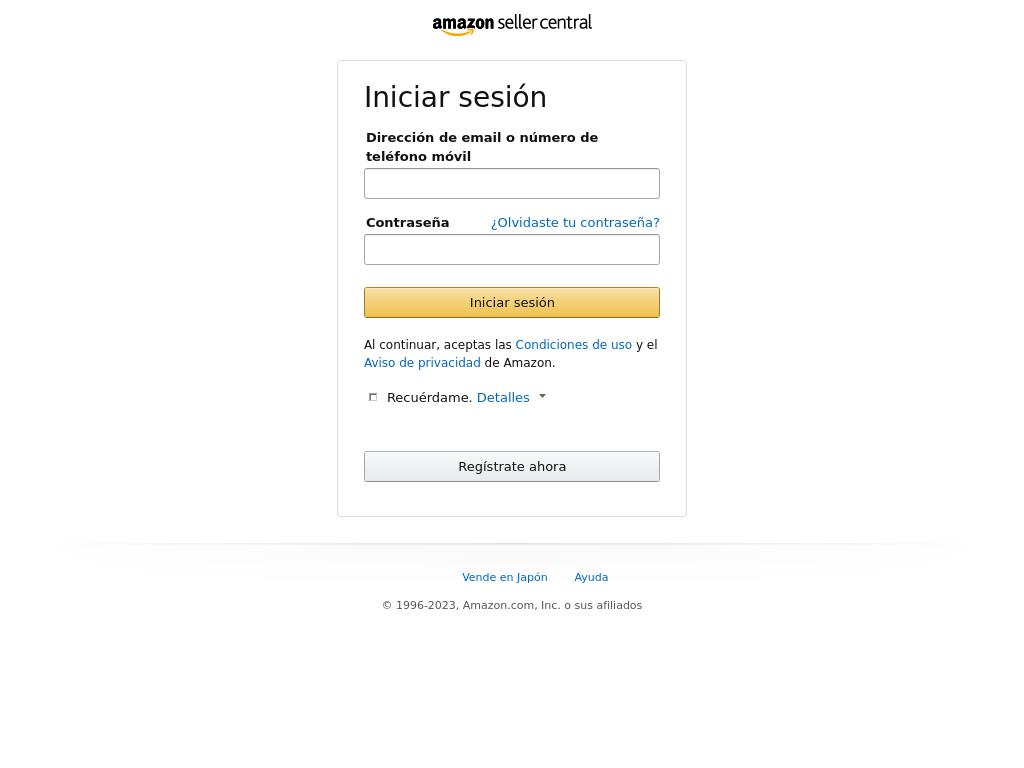 amazon seller central
Iniciar sesión
Dirección de email o número de
teléfono móvil
Contraseña ¿Olvidaste tu contraseña?
Iniciar sesión
Al continuar, aceptas las Condiciones de uso y el
Aviso de privacidad de Amazon.
Recuérdame. Detalles
Regístrate ahora
Vende en Japón Ayuda
© 1996-2023, Amazon.com, Inc. o sus afiliados